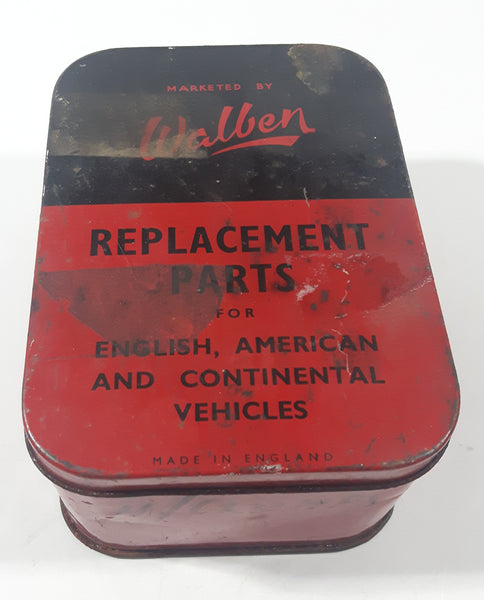 MARKETED BY
Walben
REPLACEMENT
PARTS
FOR
ENGLISH, AMERICAN
AND CONTINENTAL
VEHICLES
MADE IN ENGLAND